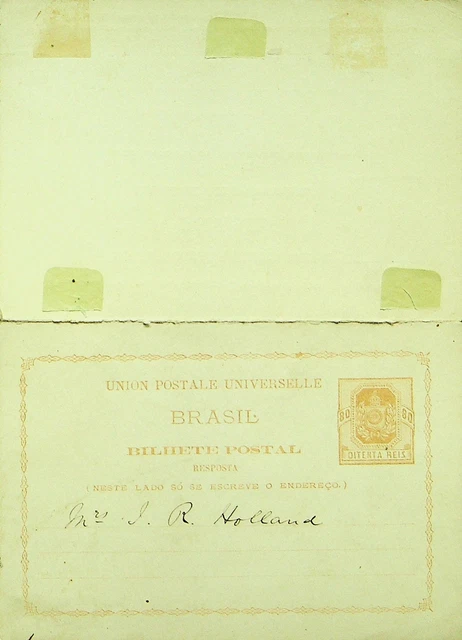 UNION POSTALE UNIVERSELLE
BRASIL
BILHETE POSTAL
RESPOSTA
(NESTE LADO SÓ SE ESCREVE O ENDEREÇO.)
80 80
OITENTA REIS
Mrs J. R. Holland